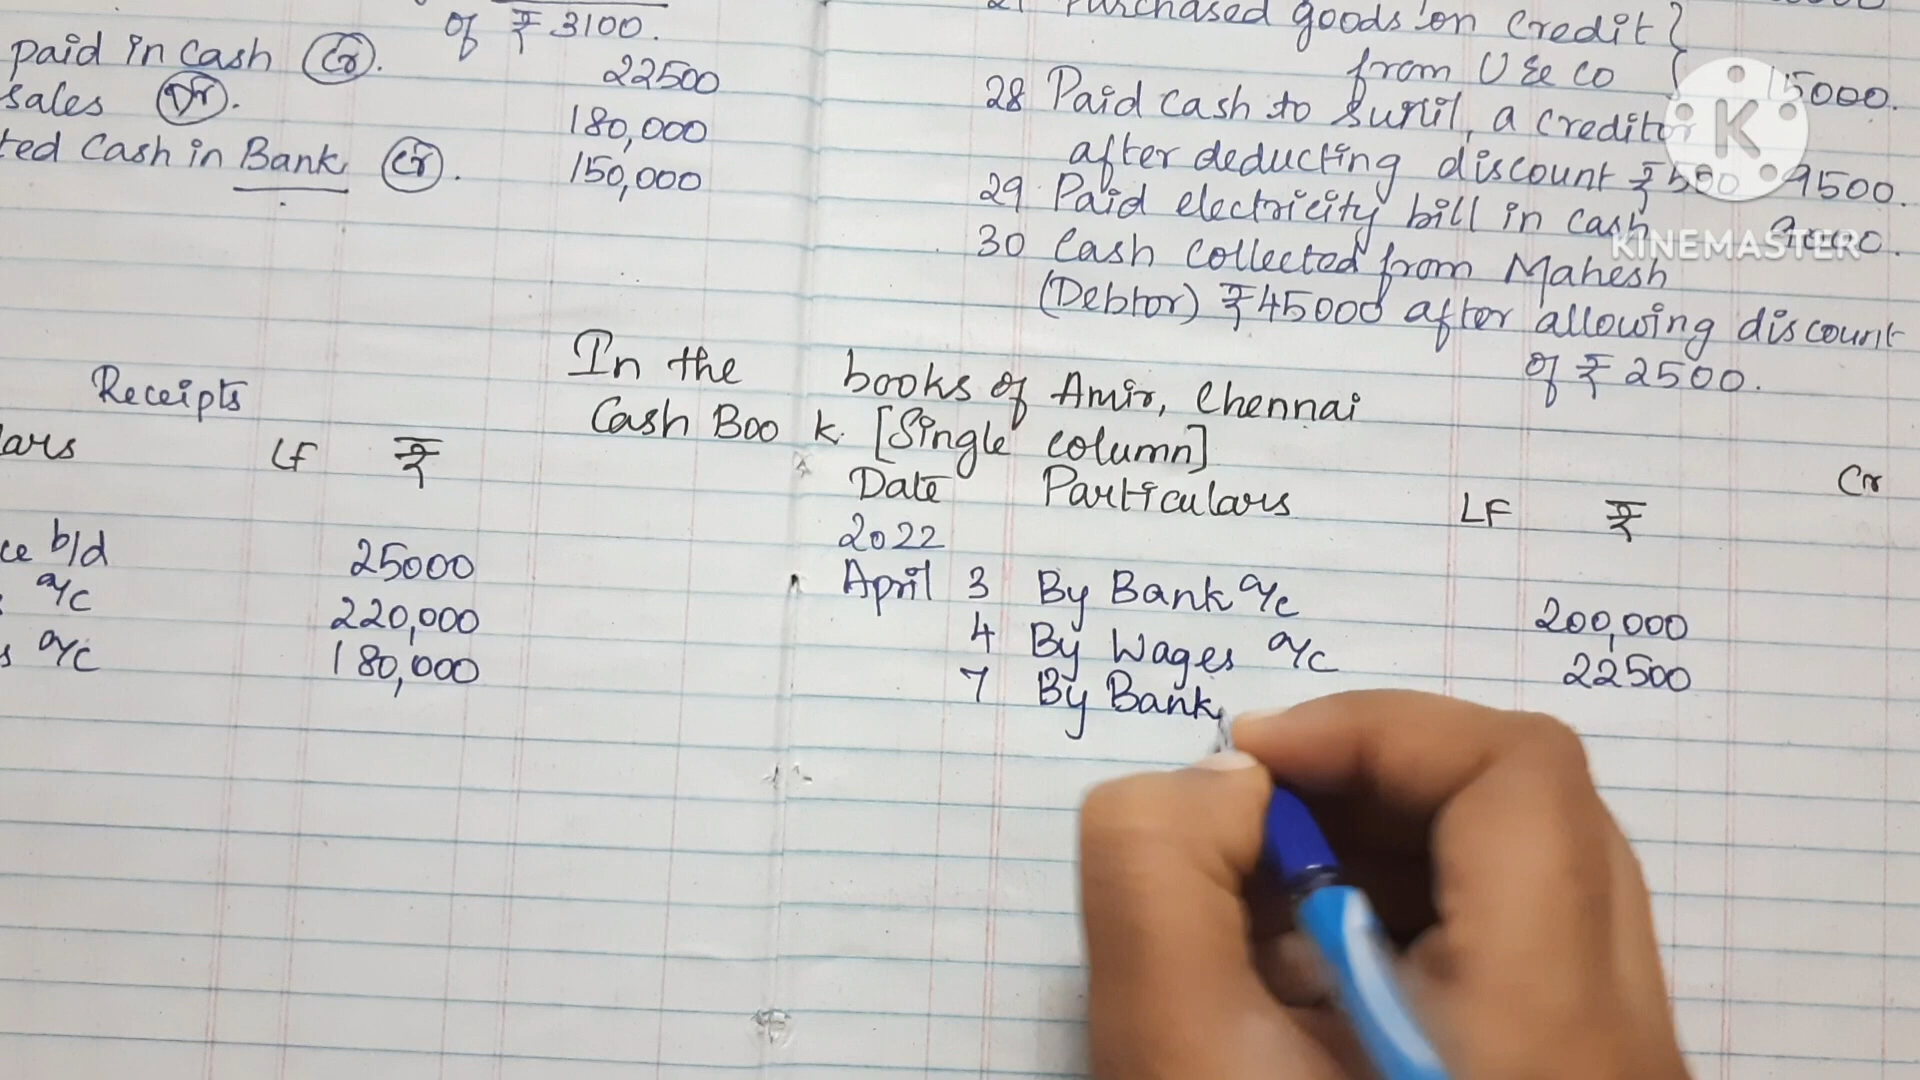 of ₹ 3100.
paid in cash (Cr). 22500
sales (Dr). 180,000
ted Cash in Bank (Cr). 150,000
Purchased goods on credit }
from U & co 15000.
28 Paid cash to Sunil, a creditor
after deducting discount ₹500 9500.
29 Paid electricity bill in cash
30 Cash collected from Mahesh
(Debtor) ₹45000 after allowing discount
of ₹ 2500.
K
KINEMASTER
In the books of Amir, Chennai
Cash Book. [Single column]
Receipts
Cr
lars LF ₹
Date Particulars LF ₹
2022
ce b/d 25000
a/c 220,000
s a/c 180,000
April 3 By Bank a/c 200,000
4 By Wages a/c 22500
7 By Bank